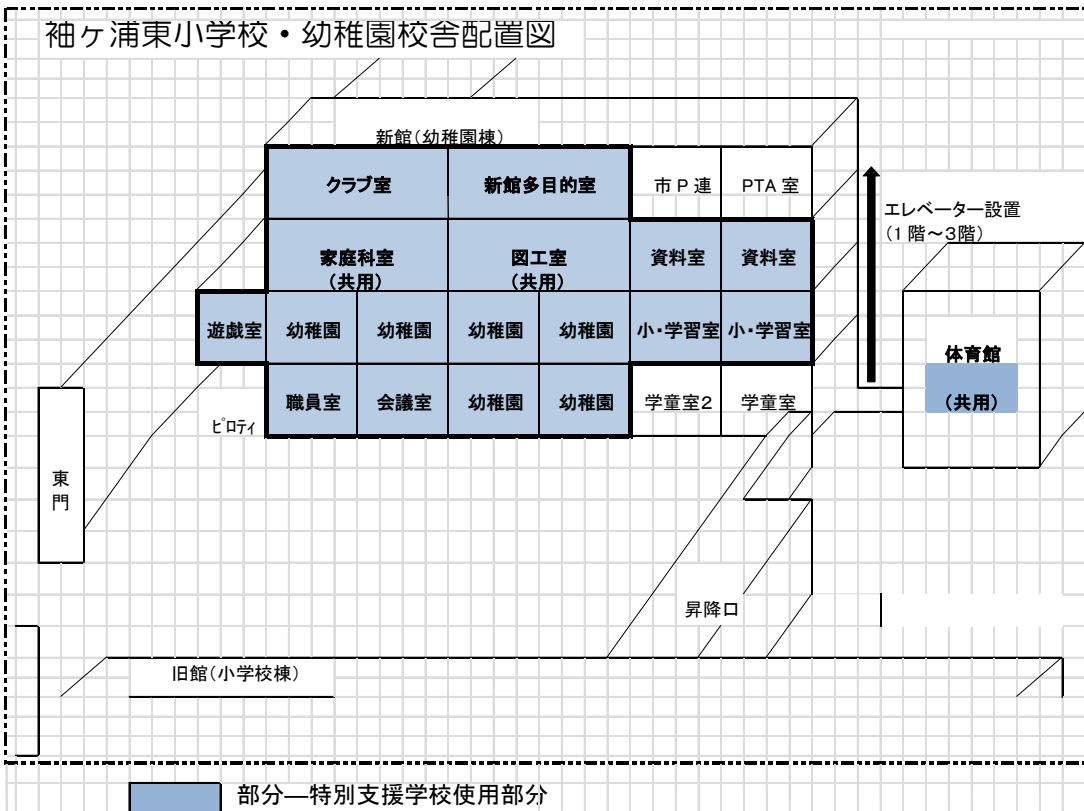 袖ヶ浦東小学校・幼稚園校舎配置図
新館(幼稚園棟)
クラブ室
新館多目的室
市P連
PTA室
エレベーター設置
(1階~3階)
家庭科室
(共用)
図工室
(共用)
資料室
資料室
遊戯室
幼稚園
幼稚園
幼稚園
幼稚園
小・学習室
小・学習室
体育館
(共用)
職員室
会議室
幼稚園
幼稚園
学童室2
学童室
ピロティ
東
門
昇降口
旧館(小学校棟)
部分―特別支援学校使用部分